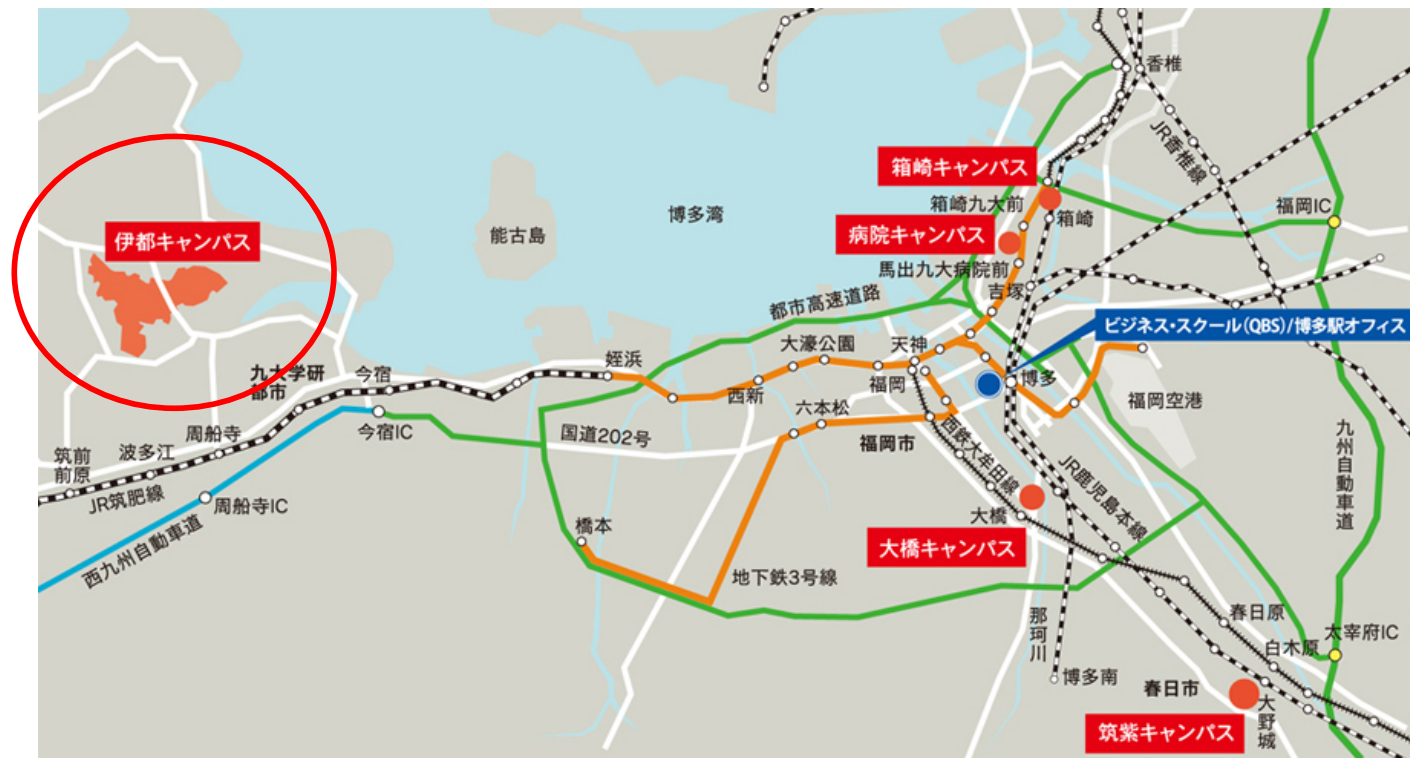 香椎
JR香椎線
箱崎キャンパス
箱崎九大前
箱崎
福岡IC
伊都キャンパス
能古島
博多湾
病院キャンパス
馬出九大病院前
吉塚
都市高速道路
ビジネス・スクール(QBS)/博多駅オフィス
姪浜
大濠公園
天神
西新
福岡
博多
福岡空港
九大学研
都市
今宿
今宿IC
六本松
国道202号
福岡市
西鉄大牟田線
JR鹿児島本線
九州自動車道
筑前
前原
波多江
周船寺
JR筑肥線
周船寺IC
西九州自動車道
橋本
地下鉄3号線
大橋
大橋キャンパス
那珂川
博多南
春日原
白木原
太宰府IC
春日市
大野城
筑紫キャンパス